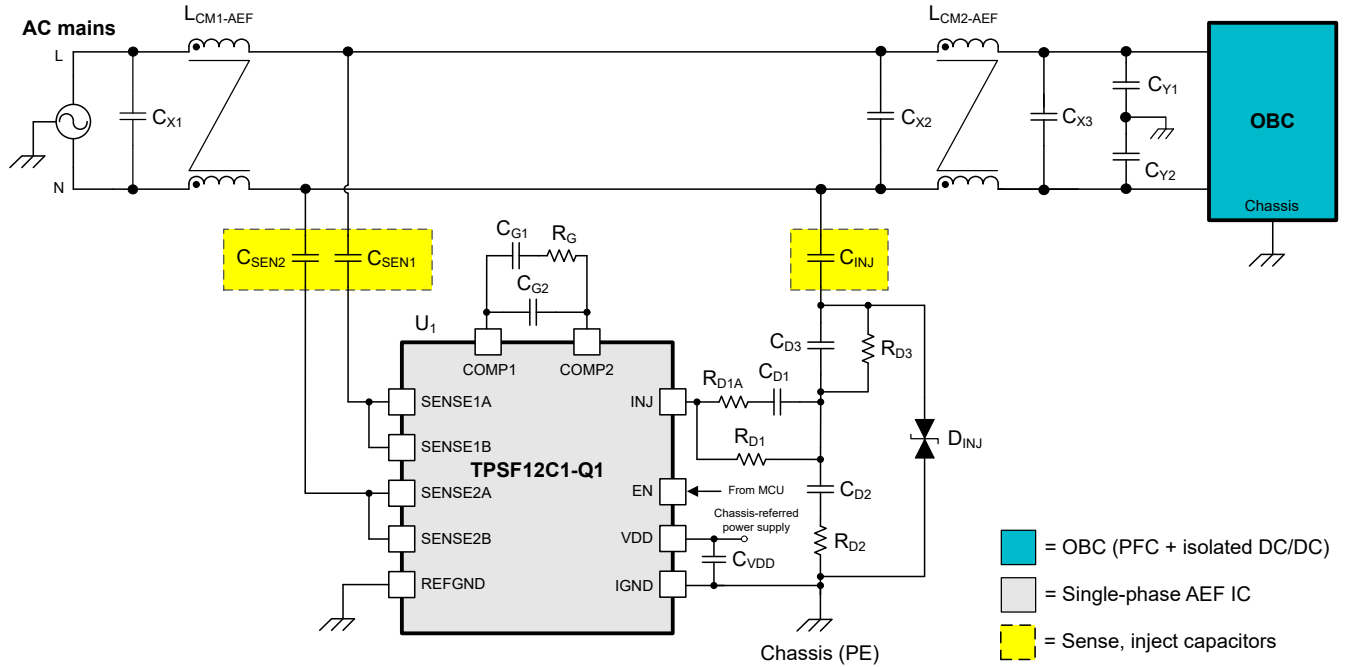 AC mains
L
N
LCM1-AEF
LCM2-AEF
CX1
CX2
CX3
CY1
CY2
OBC
Chassis
CSEN2
CSEN1
CG1
RG
CG2
CINJ
U1
COMP1
COMP2
SENSE1A
SENSE1B
SENSE2A
SENSE2B
REFGND
TPSF12C1-Q1
INJ
EN
VDD
IGND
RD1A
CD1
RD1
CD3
RD3
DINJ
From MCU
Chassis-referred
power supply
CVDD
CD2
RD2
Chassis (PE)
= OBC (PFC + isolated DC/DC)
= Single-phase AEF IC
= Sense, inject capacitors